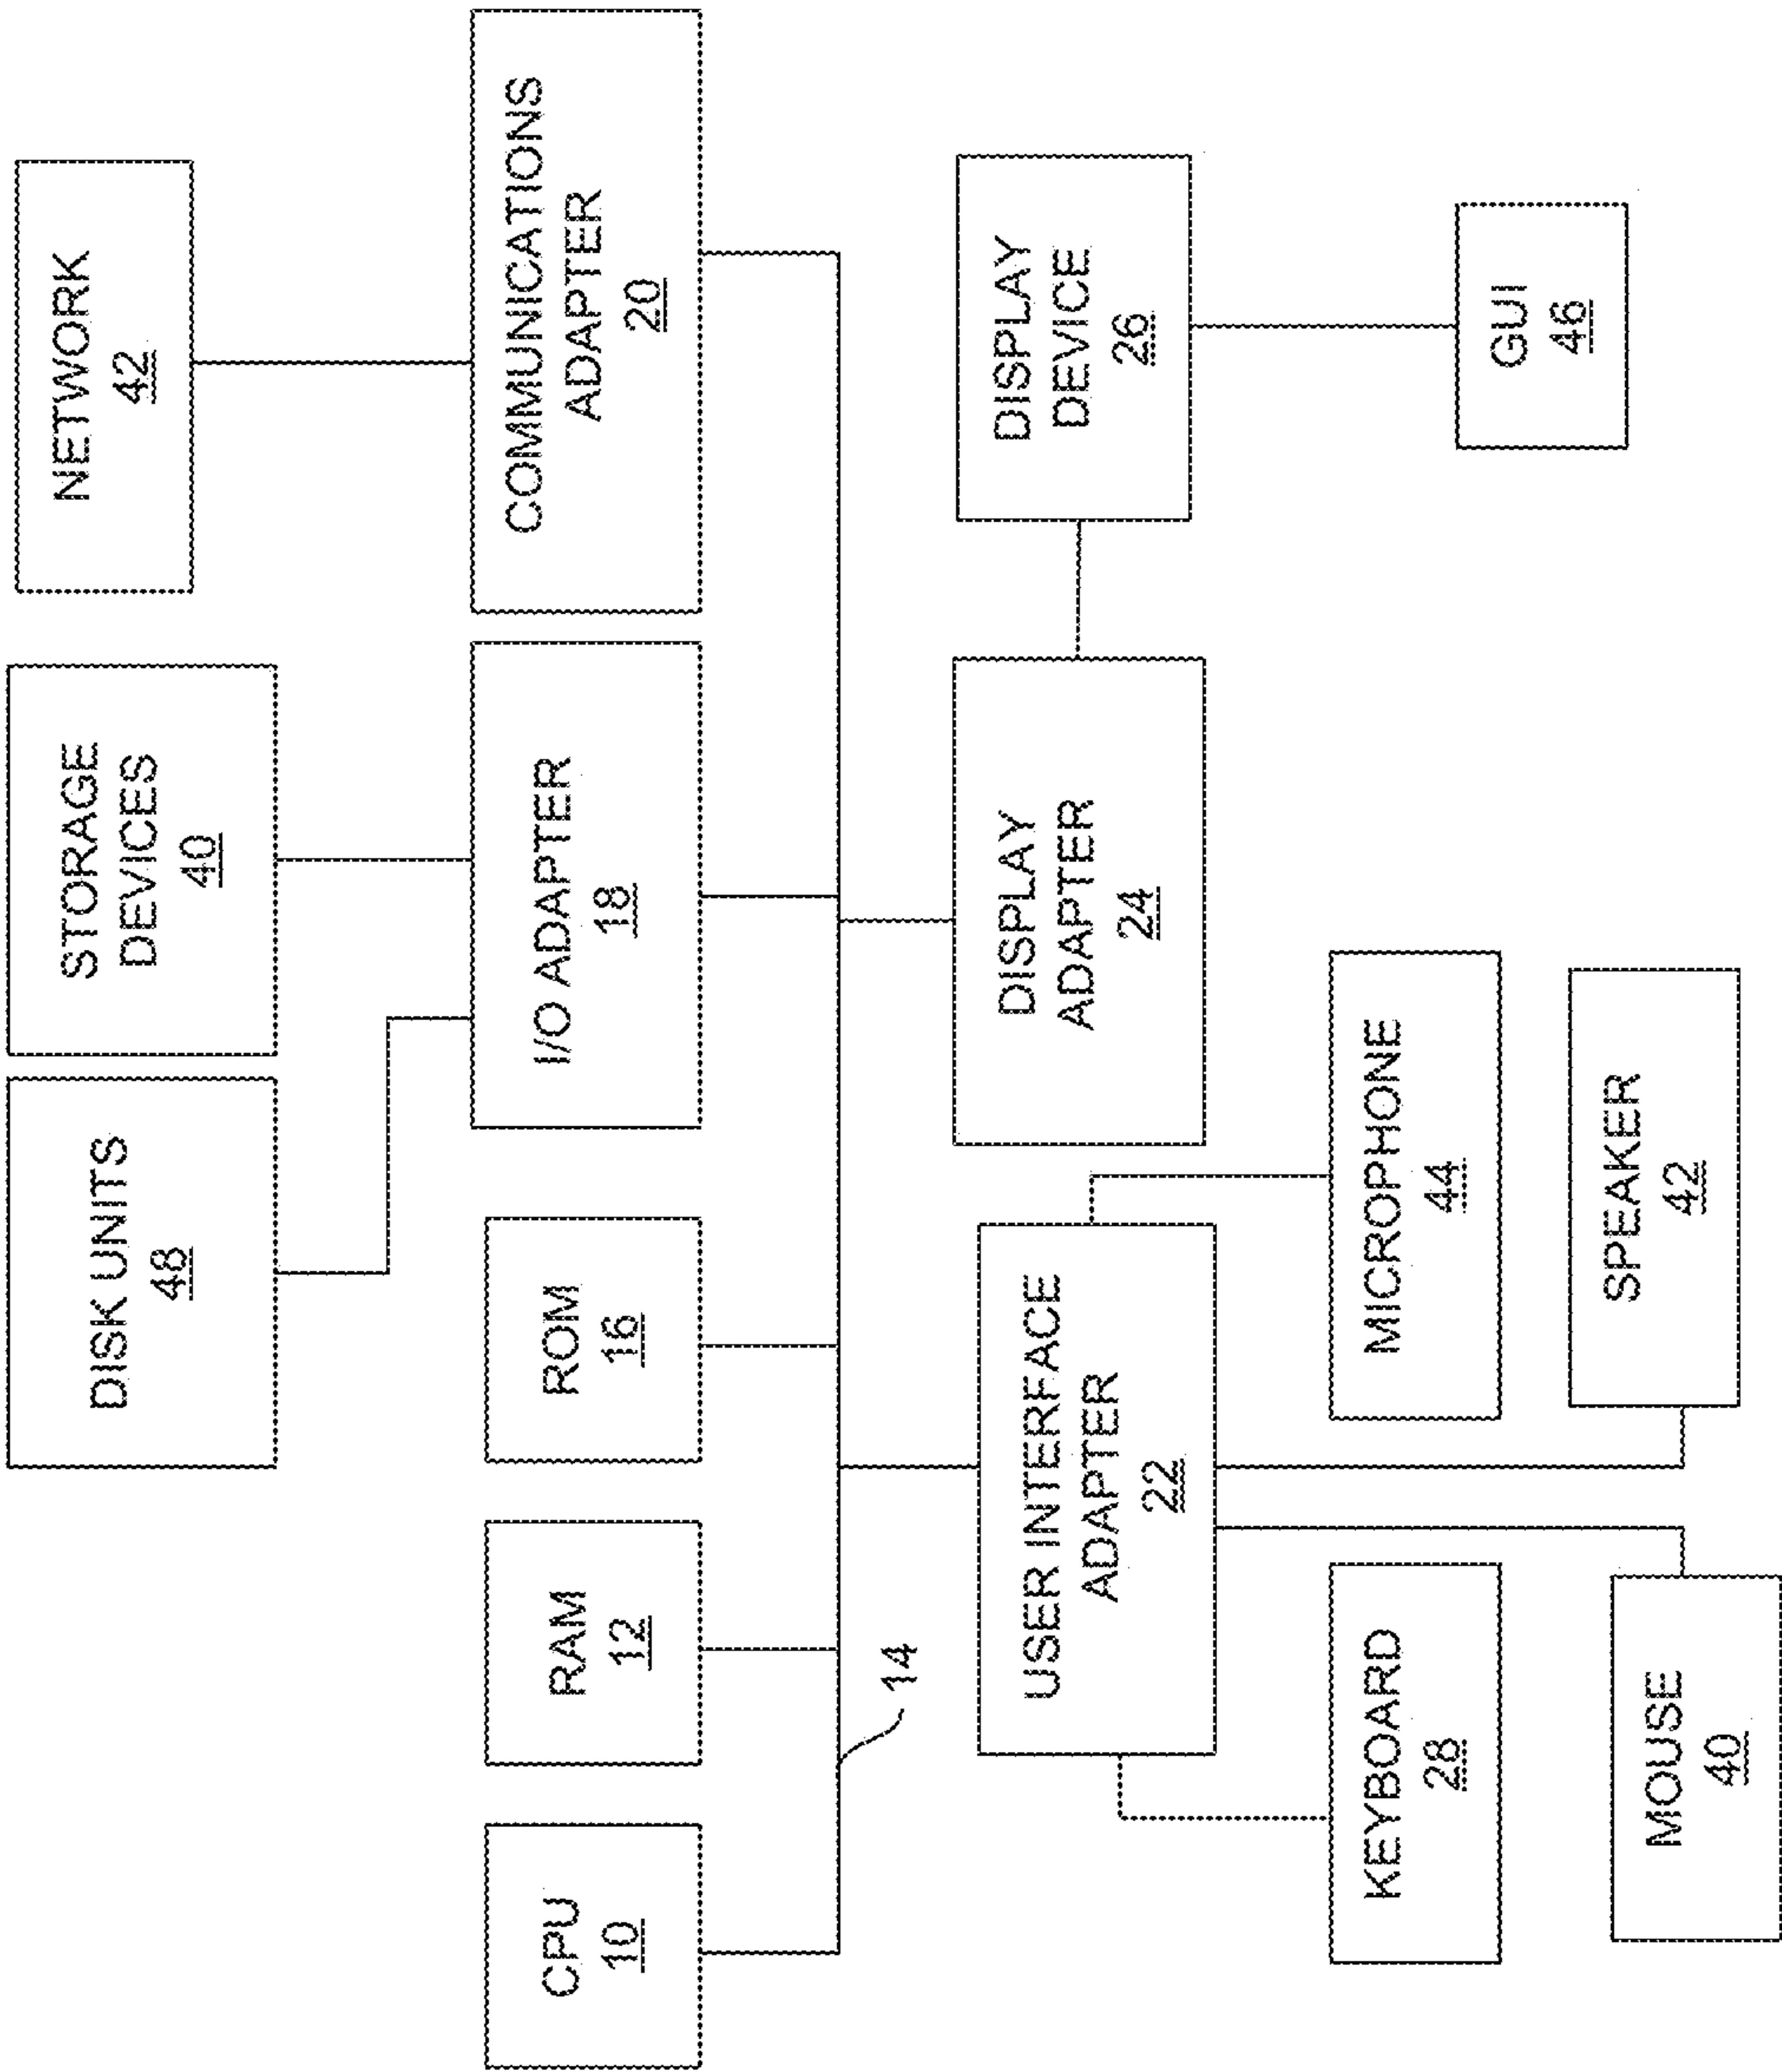 DISK UNITS
48
STORAGE
DEVICES
40
NETWORK
42
CPU
10
RAM
12
ROM
16
I/O ADAPTER
18
COMMUNICATIONS
ADAPTER
20
14
USER INTERFACE
ADAPTER
22
DISPLAY
ADAPTER
24
DISPLAY
DEVICE
26
KEYBOARD
28
MICROPHONE
44
GUI
46
MOUSE
40
SPEAKER
42